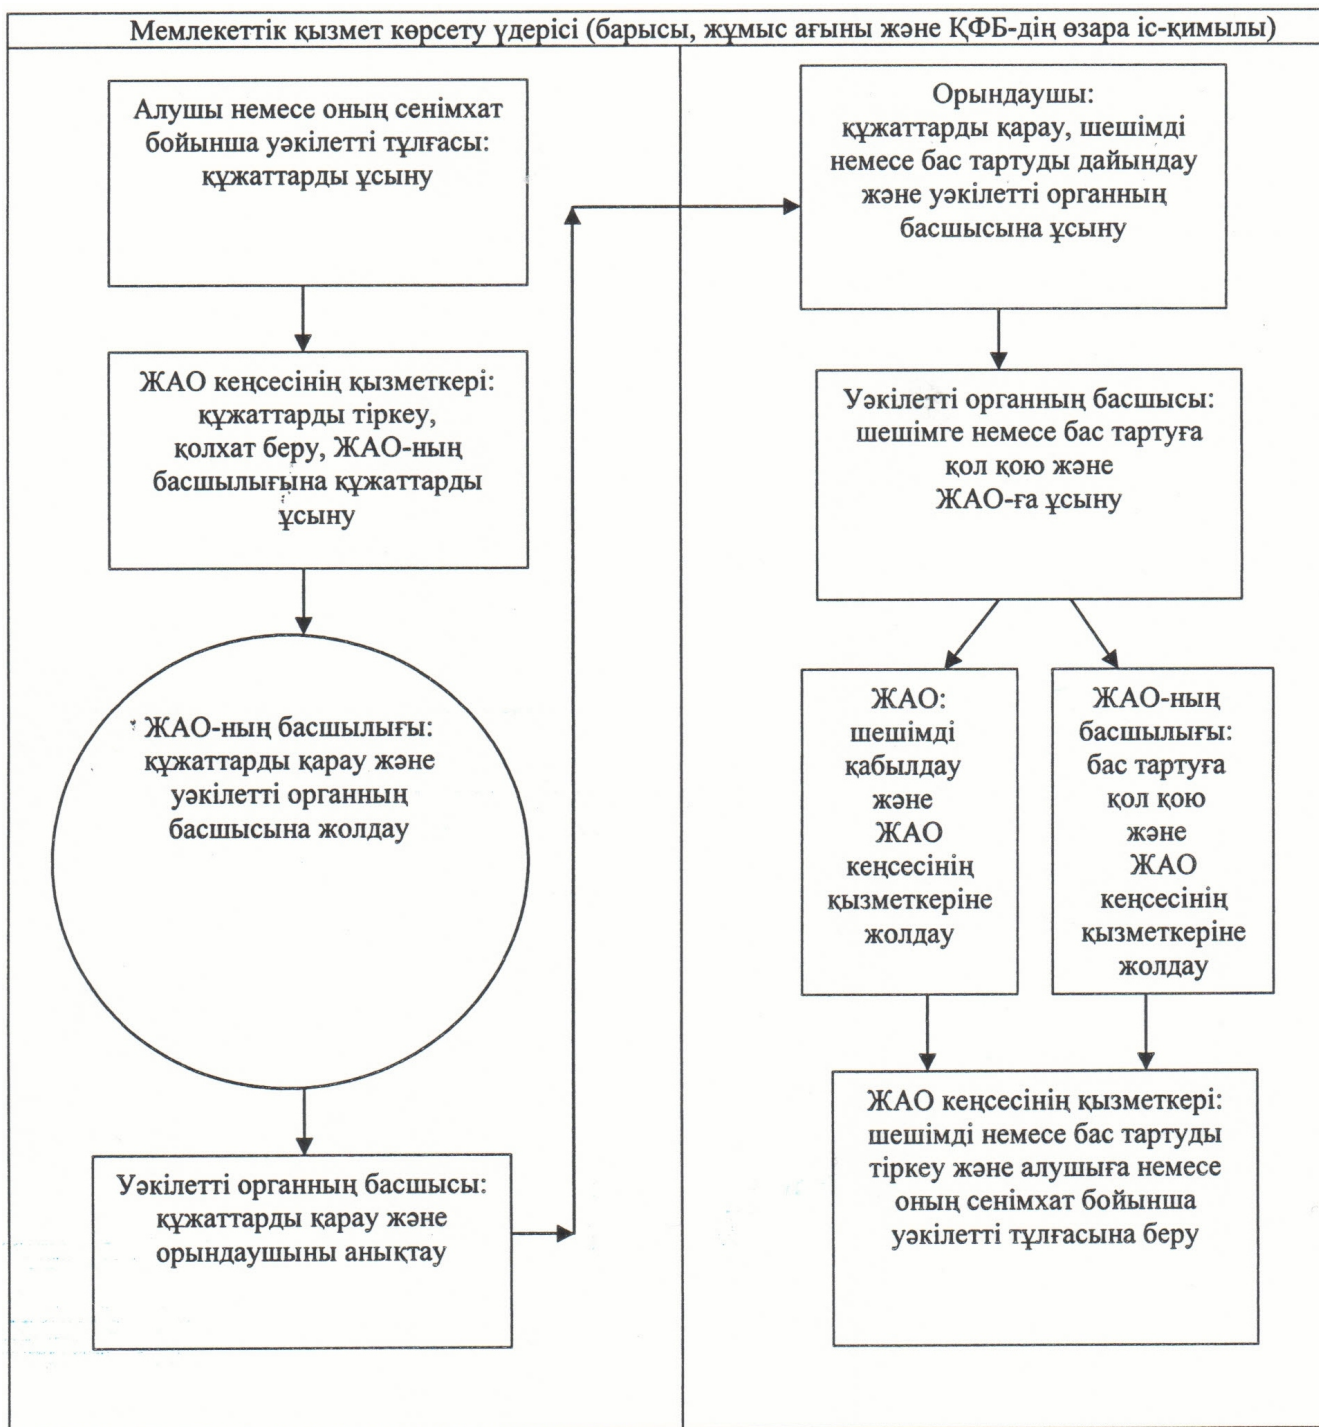 Мемлекеттік қызмет көрсету үдерісі (барысы, жұмыс ағыны және ҚФБ-дің өзара іс-қимылы)
Алушы немесе оның сенімхат
бойынша уәкілетті тұлғасы:
құжаттарды ұсыну
ЖАО кеңсесінің қызметкері:
құжаттарды тіркеу,
қолхат беру, ЖАО-ның
басшылығына құжаттарды
ұсыну
ЖАО-ның басшылығы:
құжаттарды қарау және
уәкілетті органның
басшысына жолдау
Уәкілетті органның басшысы:
құжаттарды қарау және
орындаушыны анықтау
Орындаушы:
құжаттарды қарау, шешімді
немесе бас тартуды дайындау
және уәкілетті органның
басшысына ұсыну
Уәкілетті органның басшысы:
шешімге немесе бас тартуға
қол қою және
ЖАО-ға ұсыну
ЖАО:
шешімді
қабылдау
және
ЖАО
кеңсесінің
қызметкеріне
жолдау
ЖАО-ның
басшылығы:
бас тартуға
қол қою
және
ЖАО
кеңсесінің
қызметкеріне
жолдау
ЖАО кеңсесінің қызметкері:
шешімді немесе бас тартуды
тіркеу және алушыға немесе
оның сенімхат бойынша
уәкілетті тұлғасына беру